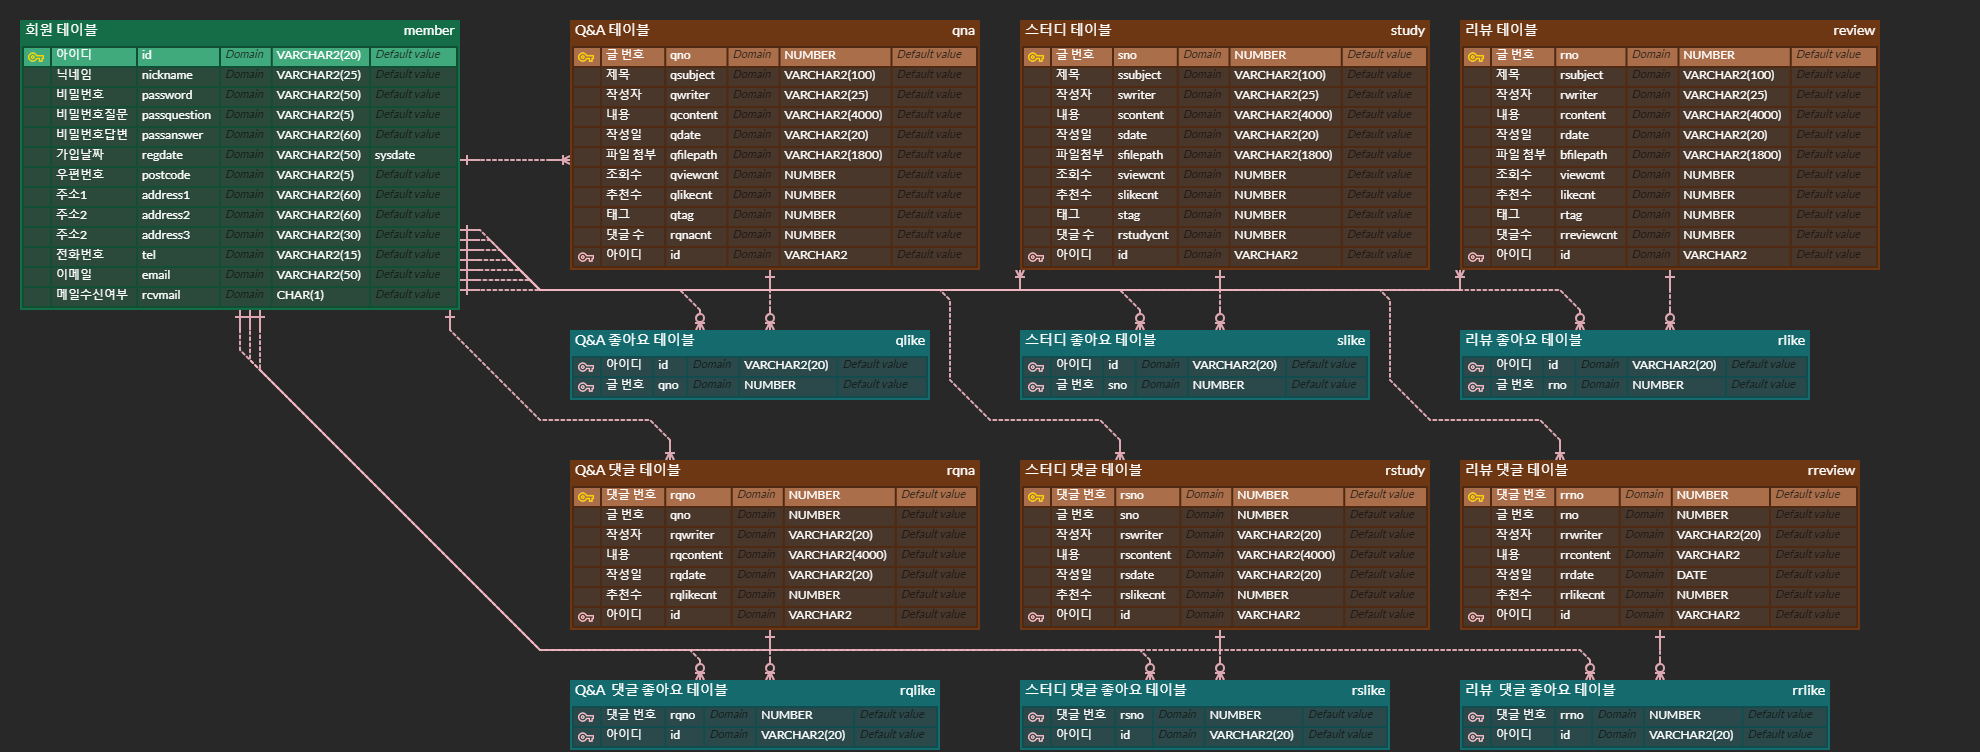 회원 테이블 member
아이디 id Domain VARCHAR2(20) Default value
닉네임 nickname Domain VARCHAR2(25) Default value
비밀번호 password Domain VARCHAR2(50) Default value
비밀번호질문 passquestion Domain VARCHAR2(5) Default value
비밀번호답변 passanswer Domain VARCHAR2(60) Default value
가입날짜 regdate Domain VARCHAR2(50) sysdate
우편번호 postcode Domain VARCHAR2(5) Default value
주소1 address1 Domain VARCHAR2(60) Default value
주소2 address2 Domain VARCHAR2(60) Default value
주소2 address3 Domain VARCHAR2(30) Default value
전화번호 tel Domain VARCHAR2(15) Default value
이메일 email Domain VARCHAR2(50) Default value
메일수신여부 rcvmail Domain CHAR(1) Default value
Q&A 테이블 qna
글 번호 qno Domain NUMBER Default value
제목 qsubject Domain VARCHAR2(100) Default value
작성자 qwriter Domain VARCHAR2(25) Default value
내용 qcontent Domain VARCHAR2(4000) Default value
작성일 qdate Domain VARCHAR2(20) Default value
파일 첨부 qfilepath Domain VARCHAR2(1800) Default value
조회수 qviewcnt Domain NUMBER Default value
추천수 qlikecnt Domain NUMBER Default value
태그 qtag Domain NUMBER Default value
댓글 수 rqnacnt Domain NUMBER Default value
아이디 id Domain VARCHAR2 Default value
스터디 테이블 study
글 번호 sno Domain NUMBER Default value
제목 ssubject Domain VARCHAR2(100) Default value
작성자 swriter Domain VARCHAR2(25) Default value
내용 scontent Domain VARCHAR2(4000) Default value
작성일 sdate Domain VARCHAR2(20) Default value
파일첨부 sfilepath Domain VARCHAR2(1800) Default value
조회수 sviewcnt Domain NUMBER Default value
추천수 slikecnt Domain NUMBER Default value
태그 stag Domain NUMBER Default value
댓글 수 rstudycnt Domain NUMBER Default value
아이디 id Domain VARCHAR2 Default value
리뷰 테이블 review
글 번호 rno Domain NUMBER Default value
제목 rsubject Domain VARCHAR2(100) Default value
작성자 rwriter Domain VARCHAR2(25) Default value
내용 rcontent Domain VARCHAR2(4000) Default value
작성일 rdate Domain VARCHAR2(20) Default value
파일 첨부 bfilepath Domain VARCHAR2(1800) Default value
조회수 viewcmt Domain NUMBER Default value
추천수 likecnt Domain NUMBER Default value
태그 rtag Domain NUMBER Default value
댓글수 rreviewcnt Domain NUMBER Default value
아이디 id Domain VARCHAR2 Default value
Q&A 좋아요 테이블 qlike
아이디 id Domain VARCHAR2(20) Default value
글 번호 qno Domain NUMBER Default value
스터디 좋아요 테이블 slike
아이디 id Domain VARCHAR2(20) Default value
글 번호 sno Domain NUMBER Default value
리뷰 좋아요 테이블 rlike
아이디 id Domain VARCHAR2(20) Default value
글 번호 rno Domain NUMBER Default value
Q&A 댓글 테이블 rqna
댓글 번호 rqno Domain NUMBER Default value
글 번호 qno Domain NUMBER Default value
작성자 rqwriter Domain VARCHAR2(20) Default value
내용 rqcontent Domain VARCHAR2(4000) Default value
작성일 rqdate Domain VARCHAR2(20) Default value
추천수 rqlikecnt Domain NUMBER Default value
아이디 id Domain VARCHAR2 Default value
스터디 댓글 테이블 rstudy
댓글 번호 rsno Domain NUMBER Default value
글 번호 sno Domain NUMBER Default value
작성자 rswriter Domain VARCHAR2(20) Default value
내용 rscontent Domain VARCHAR2(4000) Default value
작성일 rsdate Domain VARCHAR2(20) Default value
추천수 rslikecnt Domain NUMBER Default value
아이디 id Domain VARCHAR2 Default value
리뷰 댓글 테이블 rreview
댓글 번호 rrno Domain NUMBER Default value
글 번호 rno Domain NUMBER Default value
작성자 rrwriter Domain VARCHAR2(20) Default value
내용 rrcontent Domain VARCHAR2 Default value
작성일 rrdate Domain DATE Default value
추천수 rrlikecnt Domain NUMBER Default value
아이디 id Domain VARCHAR2 Default value
Q&A 댓글 좋아요 테이블 rqlike
댓글 번호 rqno Domain NUMBER Default value
아이디 id Domain VARCHAR2(20) Default value
스터디 댓글 좋아요 테이블 rslike
댓글 번호 rsno Domain NUMBER Default value
아이디 id Domain VARCHAR2(20) Default value
리뷰 댓글 좋아요 테이블 rrlike
댓글 번호 rrno Domain NUMBER Default value
아이디 id Domain VARCHAR2(20) Default value